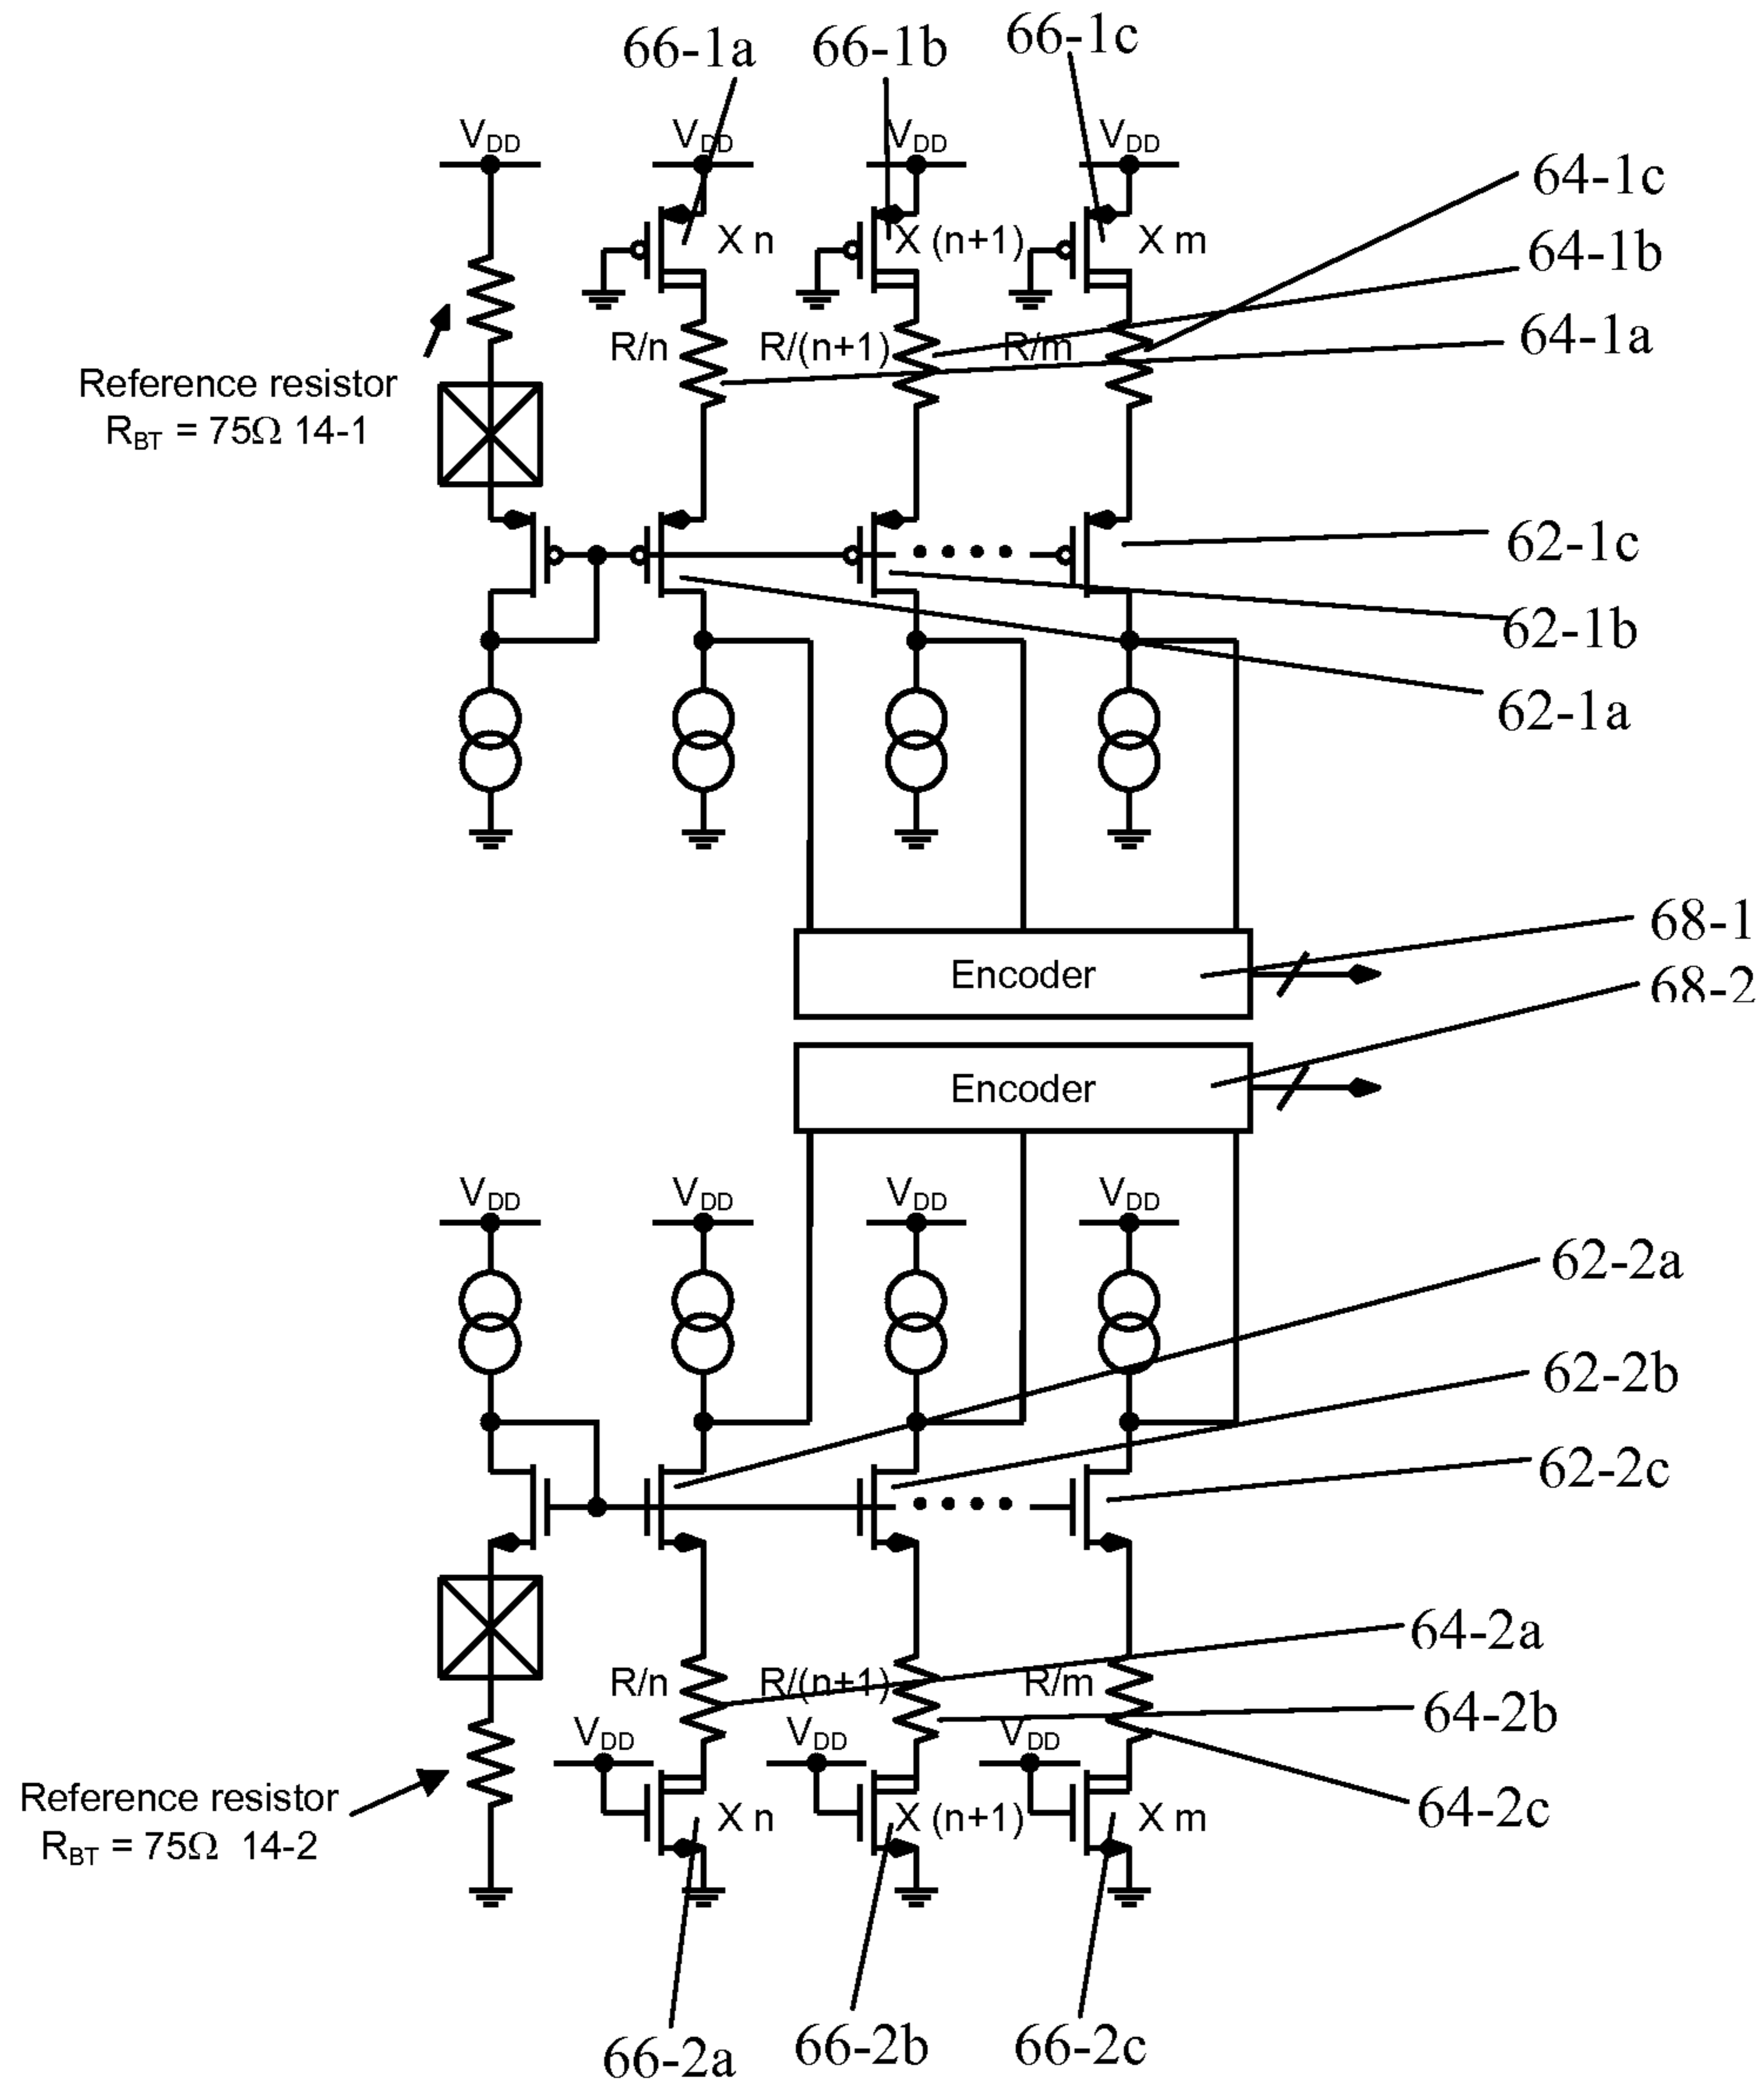 66-1a 66-1b 66-1c
VDD VDD VDD VDD
64-1c
X n X (n+1) X m
64-1b
64-1a
R/n R/(n+1) R/m
Reference resistor
RBT = 75Ω 14-1
62-1c
62-1b
62-1a
68-1
Encoder
68-2
Encoder
VDD VDD VDD VDD
62-2a
62-2b
62-2c
64-2a
R/n R/(n+1) R/m
64-2b
VDD VDD VDD
Reference resistor
RBT = 75Ω 14-2
X n X (n+1) X m
64-2c
66-2a 66-2b 66-2c